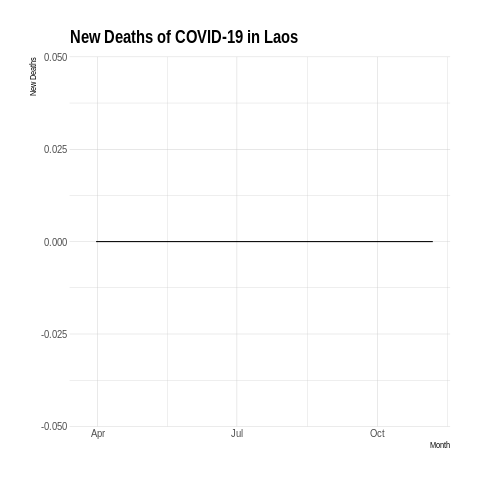 New Deaths of COVID-19 in Laos
New Deaths
0.050
0.025
0.000
-0.025
-0.050
Apr Jul Oct
Month